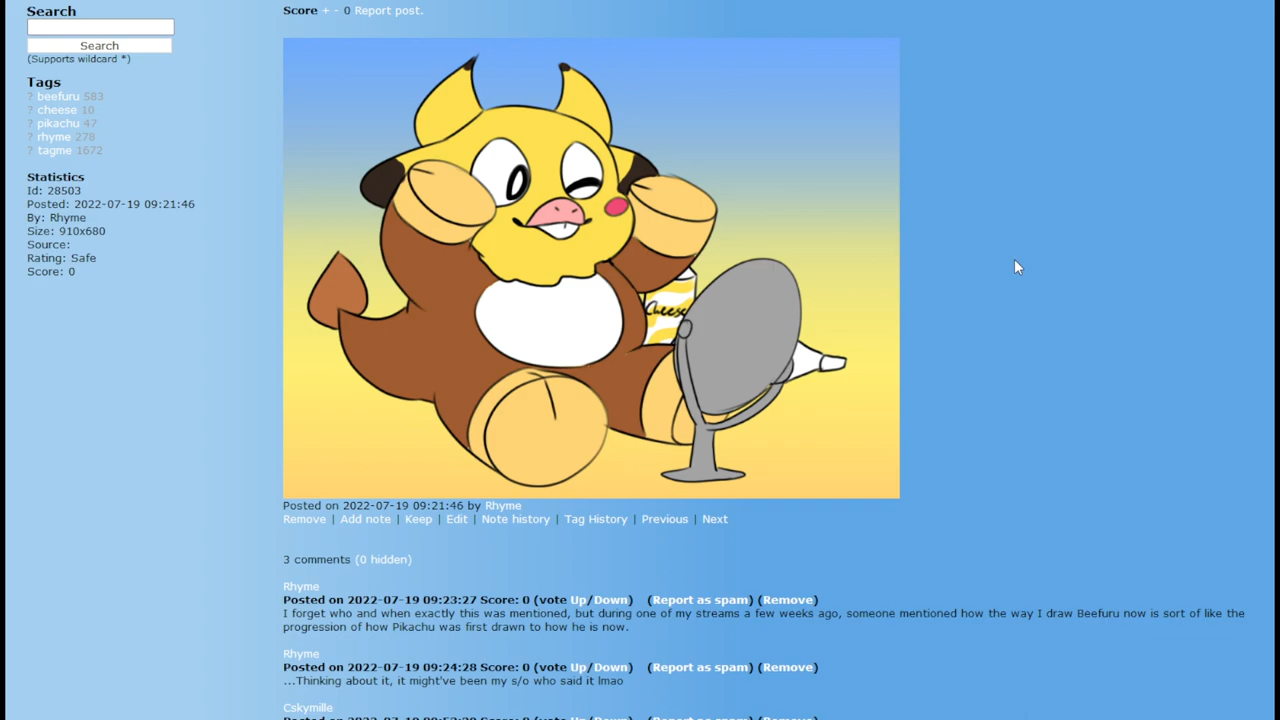 Search
Search
(Supports wildcard *)
Tags
? beefuru 583
? cheese 10
? pikachu 47
? rhyme 278
? tagme 1672
Statistics
Id: 28503
Posted: 2022-07-19 09:21:46
By: Rhyme
Size: 910x680
Source:
Rating: Safe
Score: 0
Score + - 0 Report post.
Cheese
Posted on 2022-07-19 09:21:46 by Rhyme
Remove | Add note | Keep | Edit | Note history | Tag History | Previous | Next
3 comments (0 hidden)
Rhyme
Posted on 2022-07-19 09:23:27 Score: 0 (vote Up/Down) (Report as spam) (Remove)
I forget who and when exactly this was mentioned, but during one of my streams a few weeks ago, someone mentioned how the way I draw Beefuru now is sort of like the
progression of how Pikachu was first drawn to how he is now.
Rhyme
Posted on 2022-07-19 09:24:28 Score: 0 (vote Up/Down) (Report as spam) (Remove)
...Thinking about it, it might've been my s/o who said it lmao
Cskymille